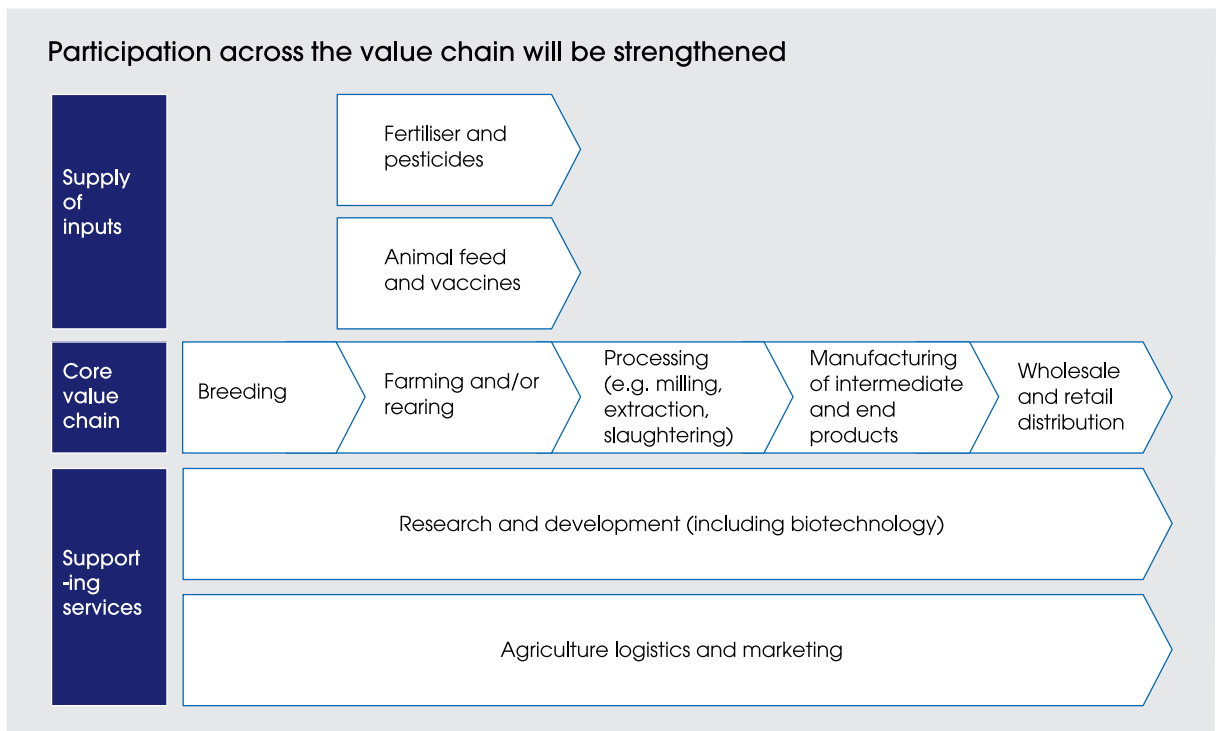 Participation across the value chain will be strengthened
Supply
of
inputs
Fertiliser and
pesticides
Animal feed
and vaccines
Core
value
chain
Breeding
Farming and/or
rearing
Processing
(e.g. milling,
extraction,
slaughtering)
Manufacturing
of intermediate
and end
products
Wholesale
and retail
distribution
Support
-ing
services
Research and development (including biotechnology)
Agriculture logistics and marketing